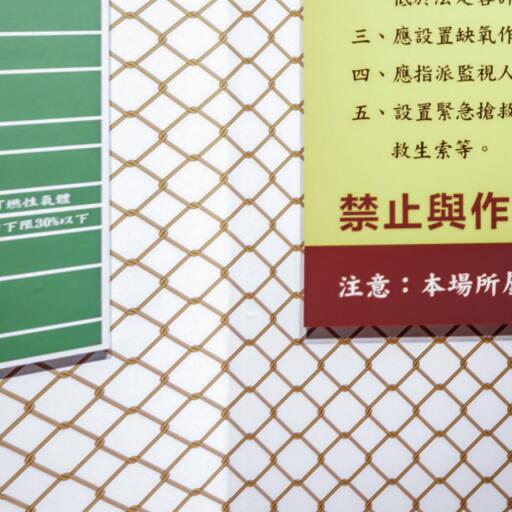 可燃性氣體
下限30%以下
三、應設置缺氧作
四、應指派監視人
五、設置緊急搶救
救生索等。
禁止與作
注意：本場所